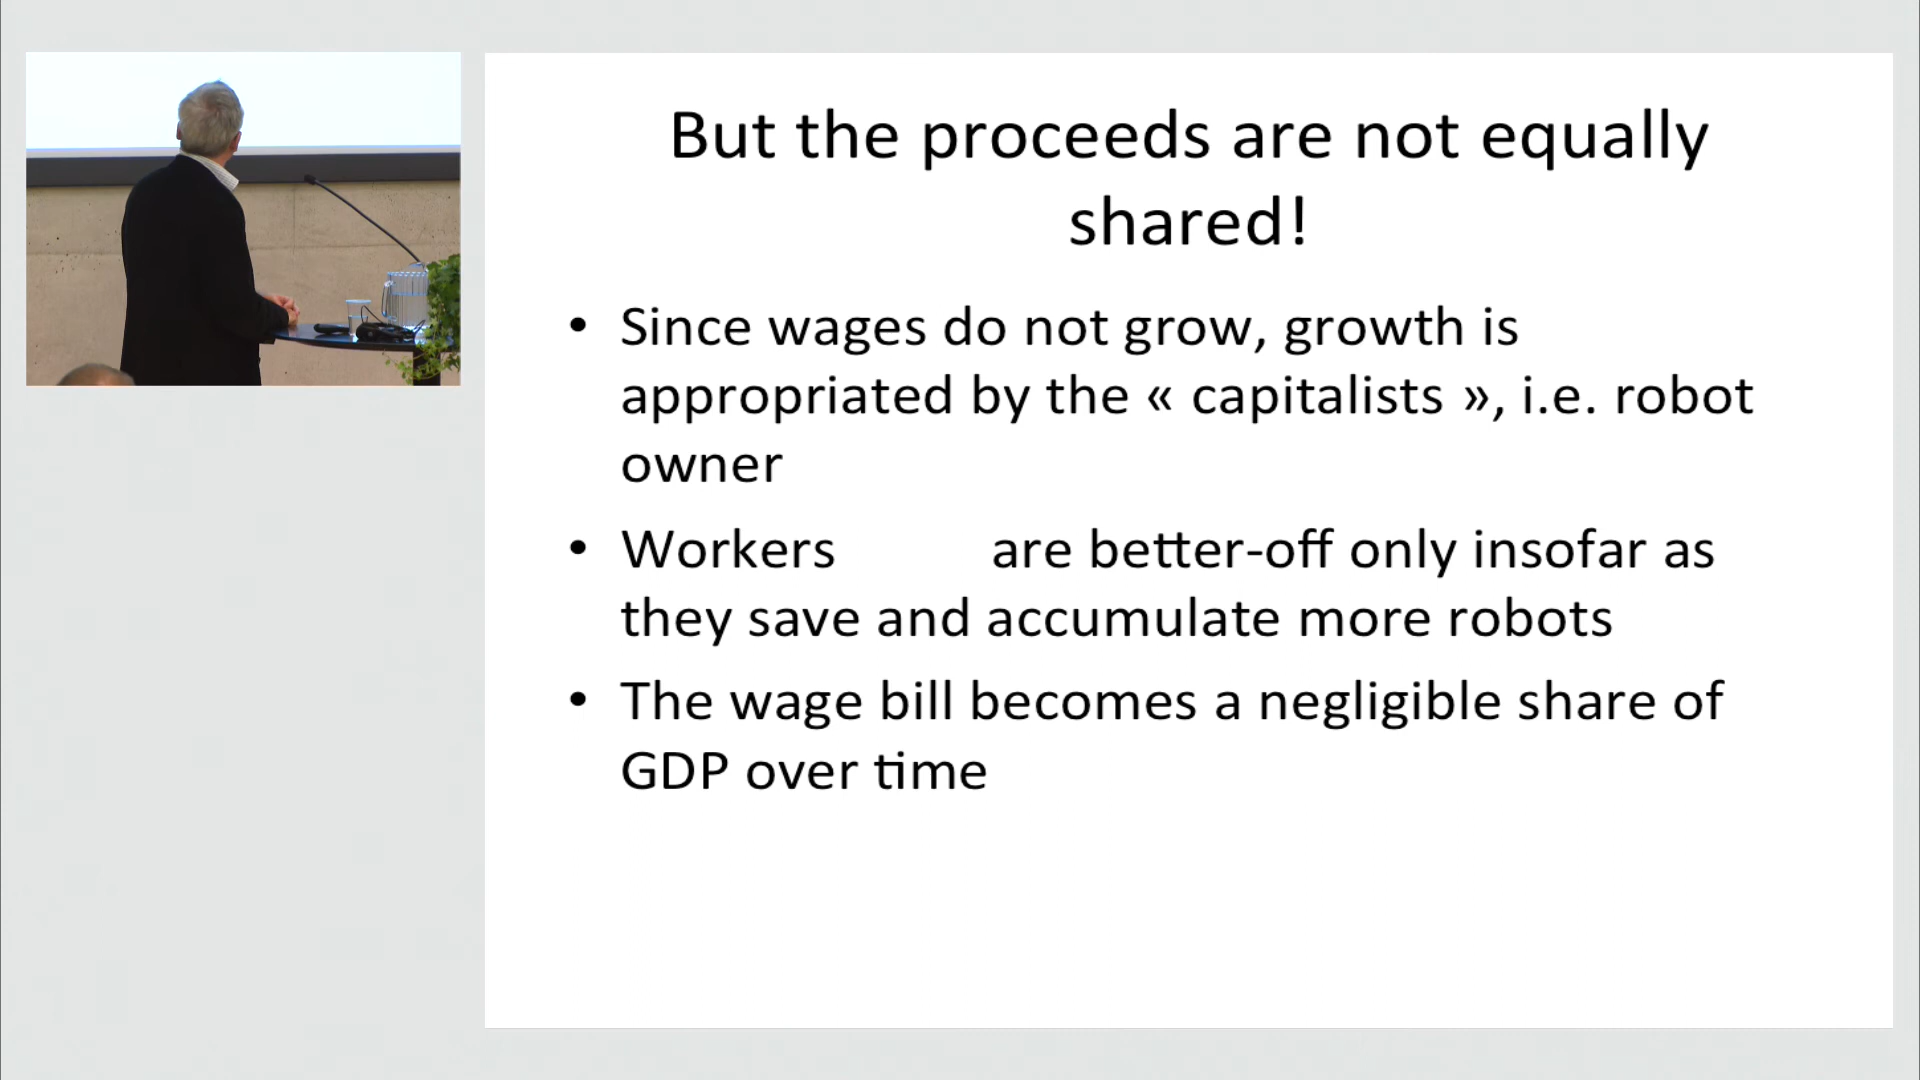 But the proceeds are not equally
shared!
• Since wages do not grow, growth is
appropriated by the « capitalists », i.e. robot
owner
• Workers are better-off only insofar as
they save and accumulate more robots
• The wage bill becomes a negligible share of
GDP over time